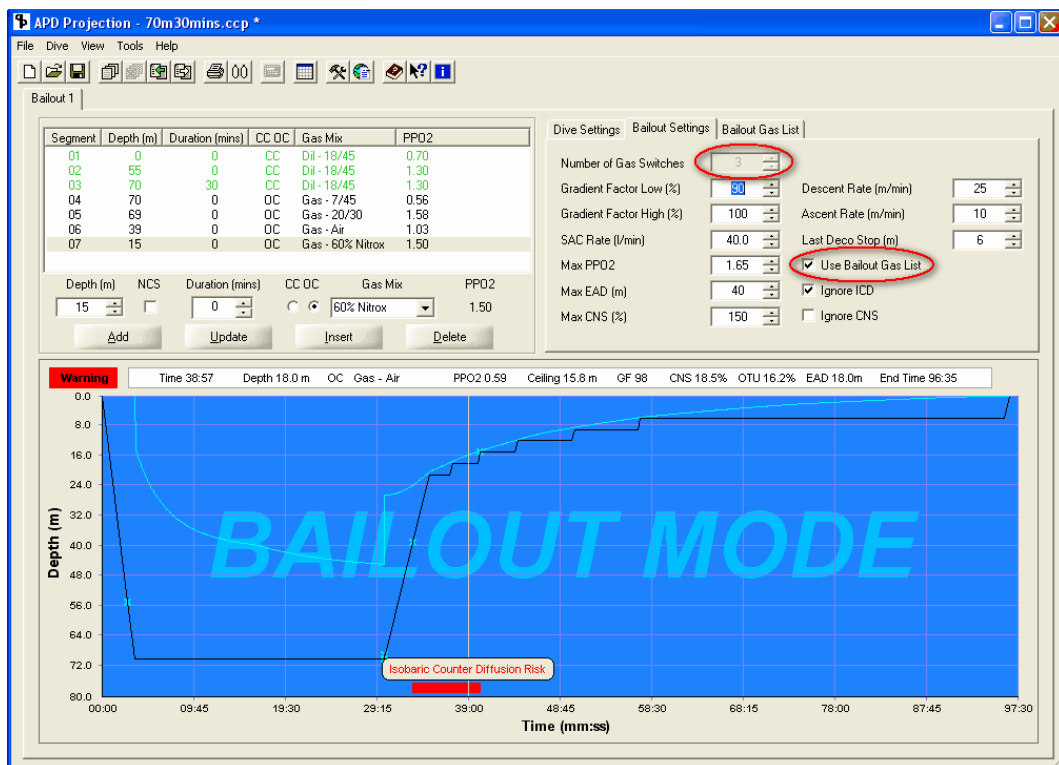 APD Projection - 70m30mins.ccp *
File Dive View Tools Help
Bailout 1
Segment Depth (m) Duration (mins) CC OC Gas Mix PPO2
01 0 0 CC Dil - 18/45 0.70
02 55 0 CC Dil - 18/45 1.30
03 70 30 CC Dil - 18/45 1.30
04 70 0 OC Gas - 7/45 0.56
05 69 0 OC Gas - 20/30 1.58
06 39 0 OC Gas - Air 1.03
07 15 0 OC Gas - 60% Nitrox 1.50
Depth (m) NCS Duration (mins) CC OC Gas Mix PPO2
15 0 60% Nitrox 1.50
Add Update Insert Delete
Dive Settings Bailout Settings Bailout Gas List
Number of Gas Switches 3
Gradient Factor Low (%) 90 Descent Rate (m/min) 25
Gradient Factor High (%) 100 Ascent Rate (m/min) 10
SAC Rate (l/min) 40.0 Last Deco Stop (m) 6
Max PPO2 1.65 Use Bailout Gas List
Max EAD (m) 40 Ignore ICD
Max CNS (%) 150 Ignore CNS
Warning Time 38:57 Depth 18.0 m OC Gas - Air PPO2 0.59 Ceiling 15.8 m GF 98 CNS 18.5% OTU 16.2% EAD 18.0m End Time 96:35
0.0
8.0
16.0
24.0
32.0
40.0
48.0
56.0
64.0
72.0
80.0
Depth (m)
BAILOUT MODE
Isobaric Counter Diffusion Risk
00:00 09:45 19:30 29:15 39:00 48:45 58:30 68:15 78:00 87:45 97:30
Time (mm:ss)